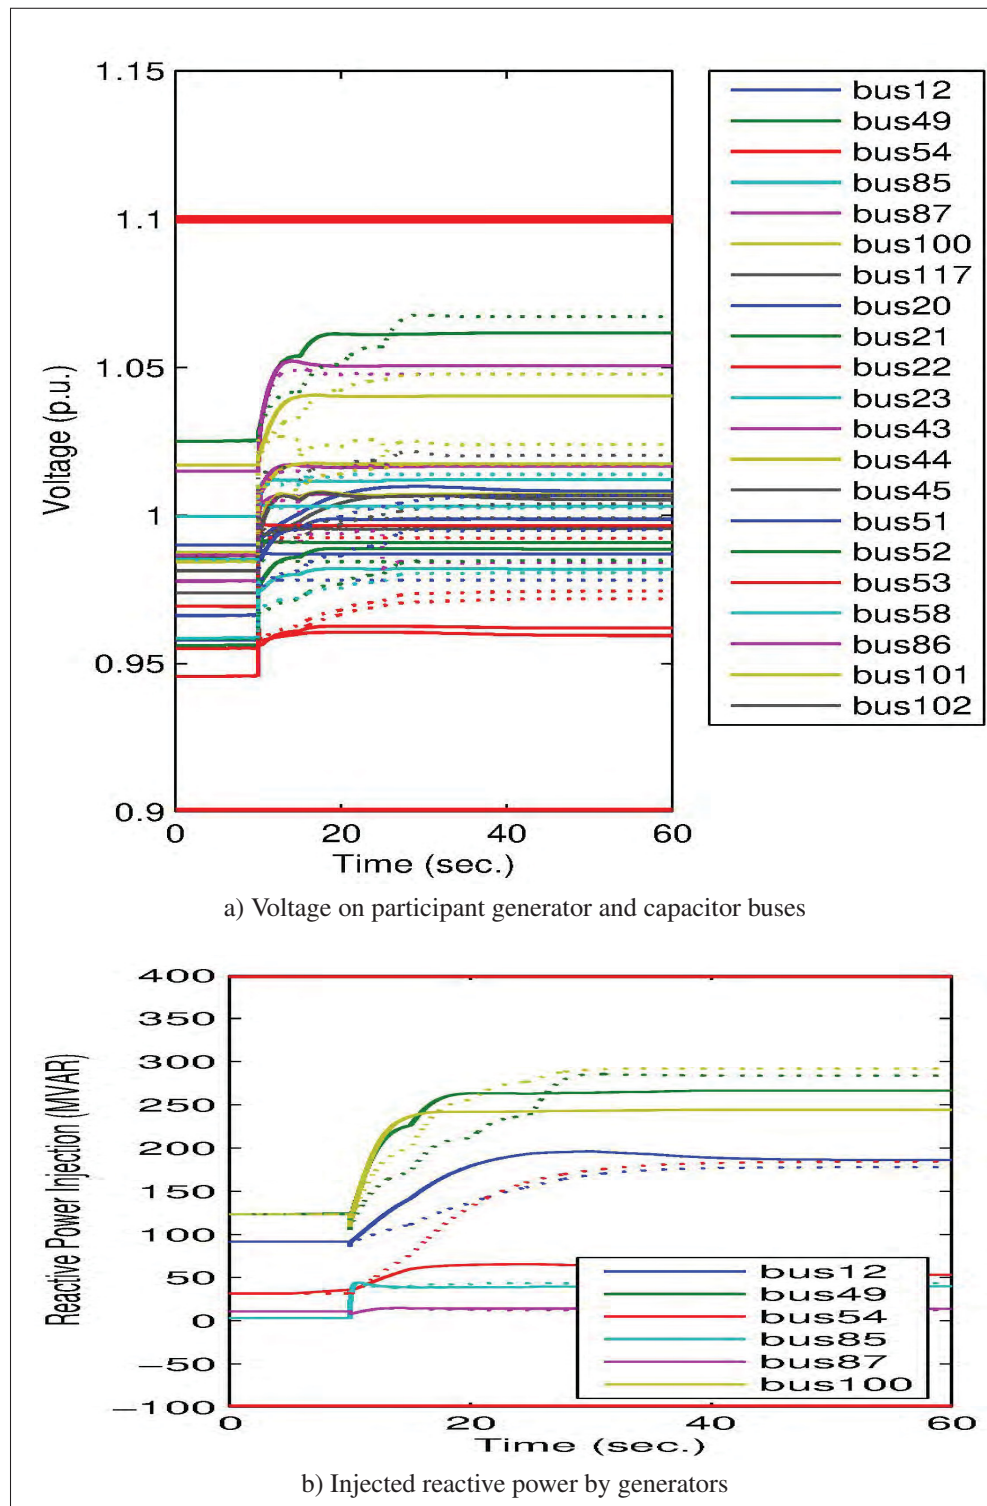 1.15
1.1
1.05
1
0.95
0.9
Voltage (p.u.)
0 20 40 60
Time (sec.)
bus12
bus49
bus54
bus85
bus87
bus100
bus117
bus20
bus21
bus22
bus23
bus43
bus44
bus45
bus51
bus52
bus53
bus58
bus86
bus101
bus102
a) Voltage on participant generator and capacitor buses
400
350
300
250
200
150
100
50
0
−50
−100
Reactive Power Injection (MVAR)
0 20 40 60
Time (sec.)
bus12
bus49
bus54
bus85
bus87
bus100
b) Injected reactive power by generators